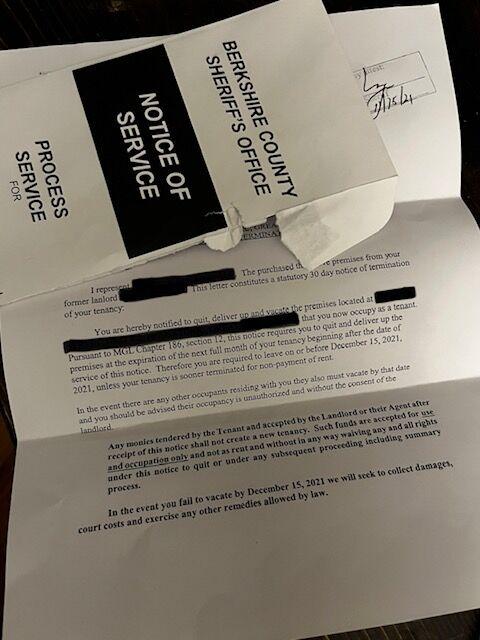 BERKSHIRE COUNTY
SHERIFF'S OFFICE
NOTICE OF
SERVICE
PROCESS
SERVICE
FOR
I represent The purchased premises from your
former lanlord This letter constitutes a statutory 30 day notice of termination
of your tenancy:
You are hereby notified to quit, deliver up and vacate the premises located at
that you now occupy as a tenant.
Pursuant to MGL Chapter 186, section 12, this notice requires you to quit and deliver up the
premises at the expiration of the next full month of your tenancy beginning after the date of
service of this notice. Therefore you are required to leave on or before December 15, 2021,
2021, unless your tenancy is sooner terminated for non-payment of rent.
In the event there are any other occupants residing with you they also must vacate by that date
and you should be advised their occupancy is unauthorized and without the consent of the
landlord.
Any monies tendered by the Tenant and accepted by the Landlord or their Agent after
receipt of this notice shall not create a new tenancy. Such funds are accepted for use
and occupation only and not as rent and without in any way waiving any and all rights
under this notice to quit or under any subsequent proceeding including summary
process.
In the event you fail to vacate by December 15, 2021 we will seek to collect damages,
court costs and exercise any other remedies allowed by law.